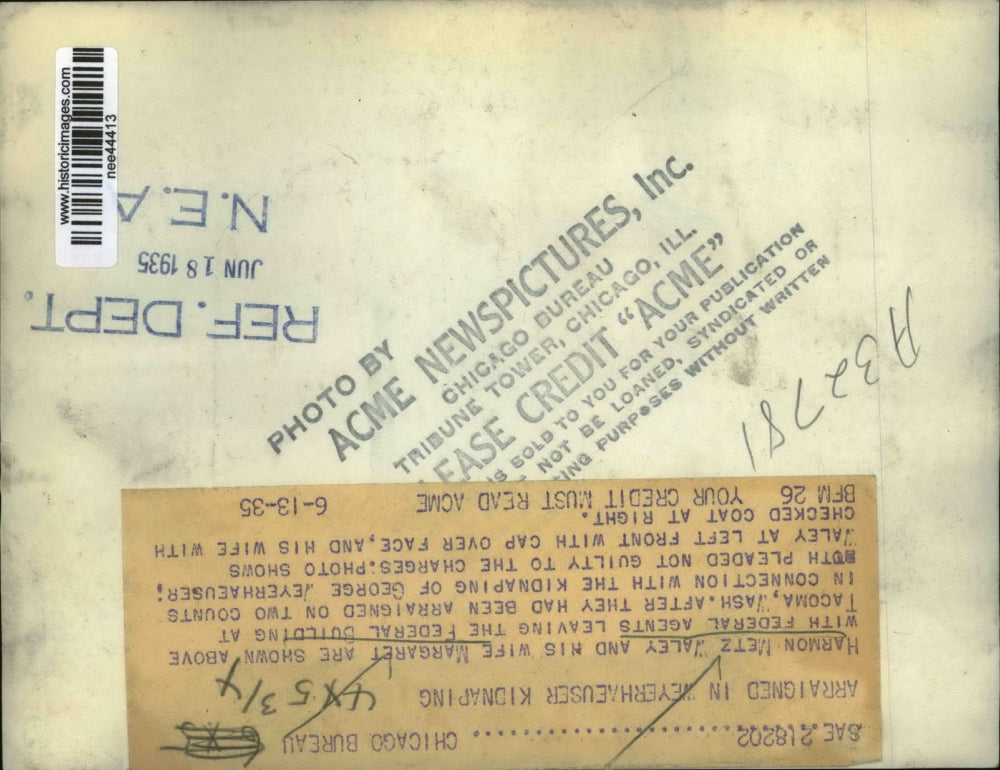 www.historicimages.com
nee44413
REF. DEPT.
JUN 18 1935
N.E.A
PHOTO BY
ACME NEWSPICTURES, Inc.
CHICAGO BUREAU
TRIBUNE TOWER, CHICAGO, ILL.
EASE CREDIT "ACME"
IS SOLD TO YOU FOR YOUR PUBLICATION
NOT BE LOANED, SYNDICATED OR
ING PURPOSES WITHOUT WRITTEN
A32781
SAE 218202 CHICAGO BUREAU
ARRAIGNED IN WEYERHAEUSER KIDNAPING
4 X 5 3/4
HARMON METZ WALEY AND HIS WIFE MARGARET ARE SHOWN ABOVE
WITH FEDERAL AGENTS LEAVING THE FEDERAL BUILDING AT
TACOMA,WASH.AFTER THEY HAD BEEN ARRAIGNED ON TWO COUNTS
IN CONNECTION WITH THE KIDNAPING OF GEORGE WEYERHAEUSER;
BOTH PLEADED NOT GUILTY TO THE CHARGES:PHOTO SHOWS
WALEY AT LEFT FRONT WITH CAP OVER FACE,AND HIS WIFE WITH
CHECKED COAT AT RIGHT.
BFM 26 YOUR CREDIT MUST READ ACME 6-13-35